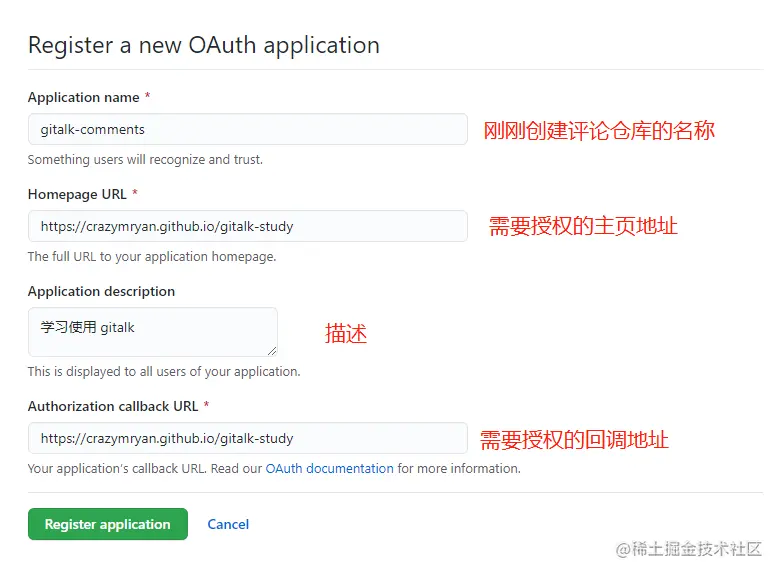 Register a new OAuth application
Application name *
gitalk-comments
刚刚创建评论仓库的名称
Something users will recognize and trust.
Homepage URL *
https://crazymryan.github.io/gitalk-study
需要授权的主页地址
The full URL to your application homepage.
Application description
学习使用 gitalk
描述
This is displayed to all users of your application.
Authorization callback URL *
https://crazymryan.github.io/gitalk-study
需要授权的回调地址
Your application's callback URL. Read our OAuth documentation for more information.
Register application
Cancel
@稀土掘金技术社区